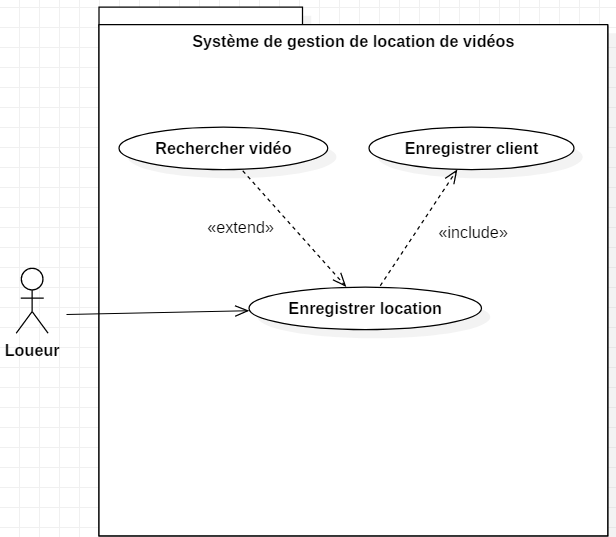 Système de gestion de location de vidéos
Rechercher vidéo
Enregistrer client
«extend»
«include»
Enregistrer location
Loueur